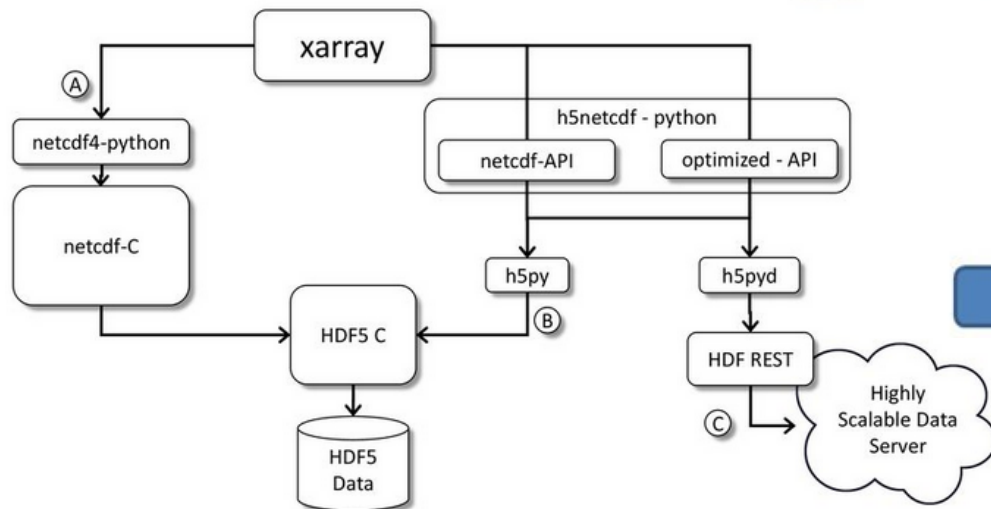 xarray
A
h5netcdf - python
netcdf4-python
netcdf-API
optimized - API
netcdf-C
h5py
h5pyd
B
HDF5 C
HDF REST
C
Highly
Scalable Data
Server
HDF5
Data